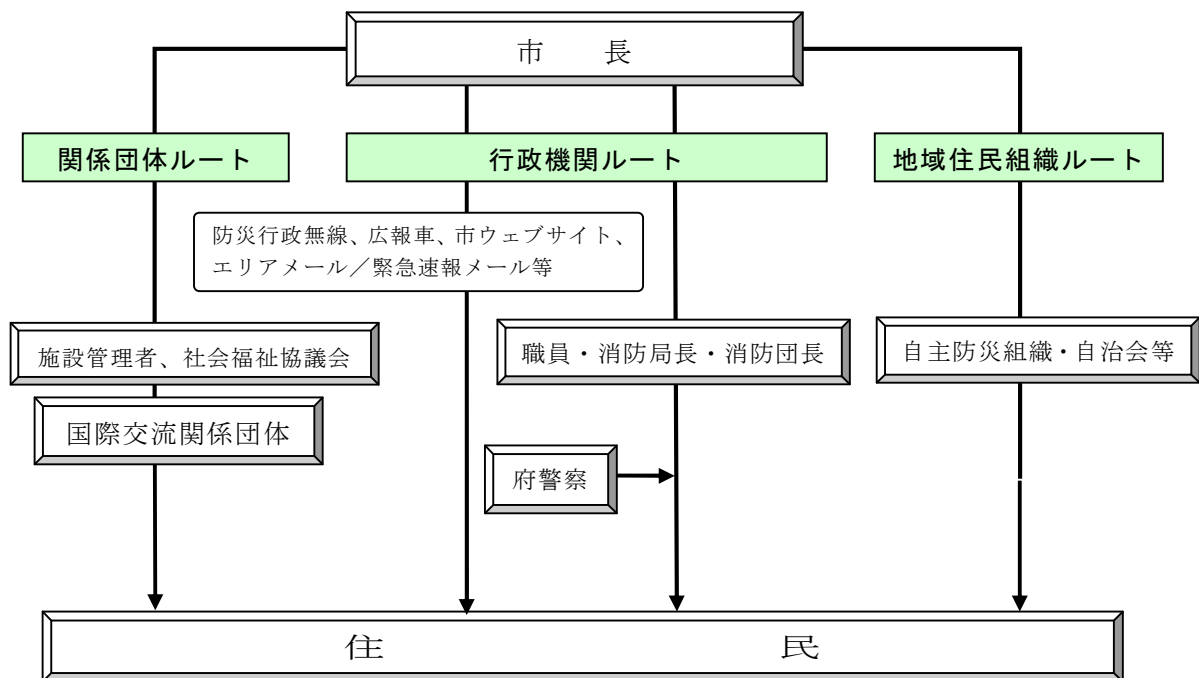 市　　長
関係団体ルート
行政機関ルート
地域住民組織ルート
防災行政無線、広報車、市ウェブサイト、
エリアメール／緊急速報メール等
施設管理者、社会福祉協議会
職員・消防局長・消防団長
自主防災組織・自治会等
国際交流関係団体
府警察
住　　民